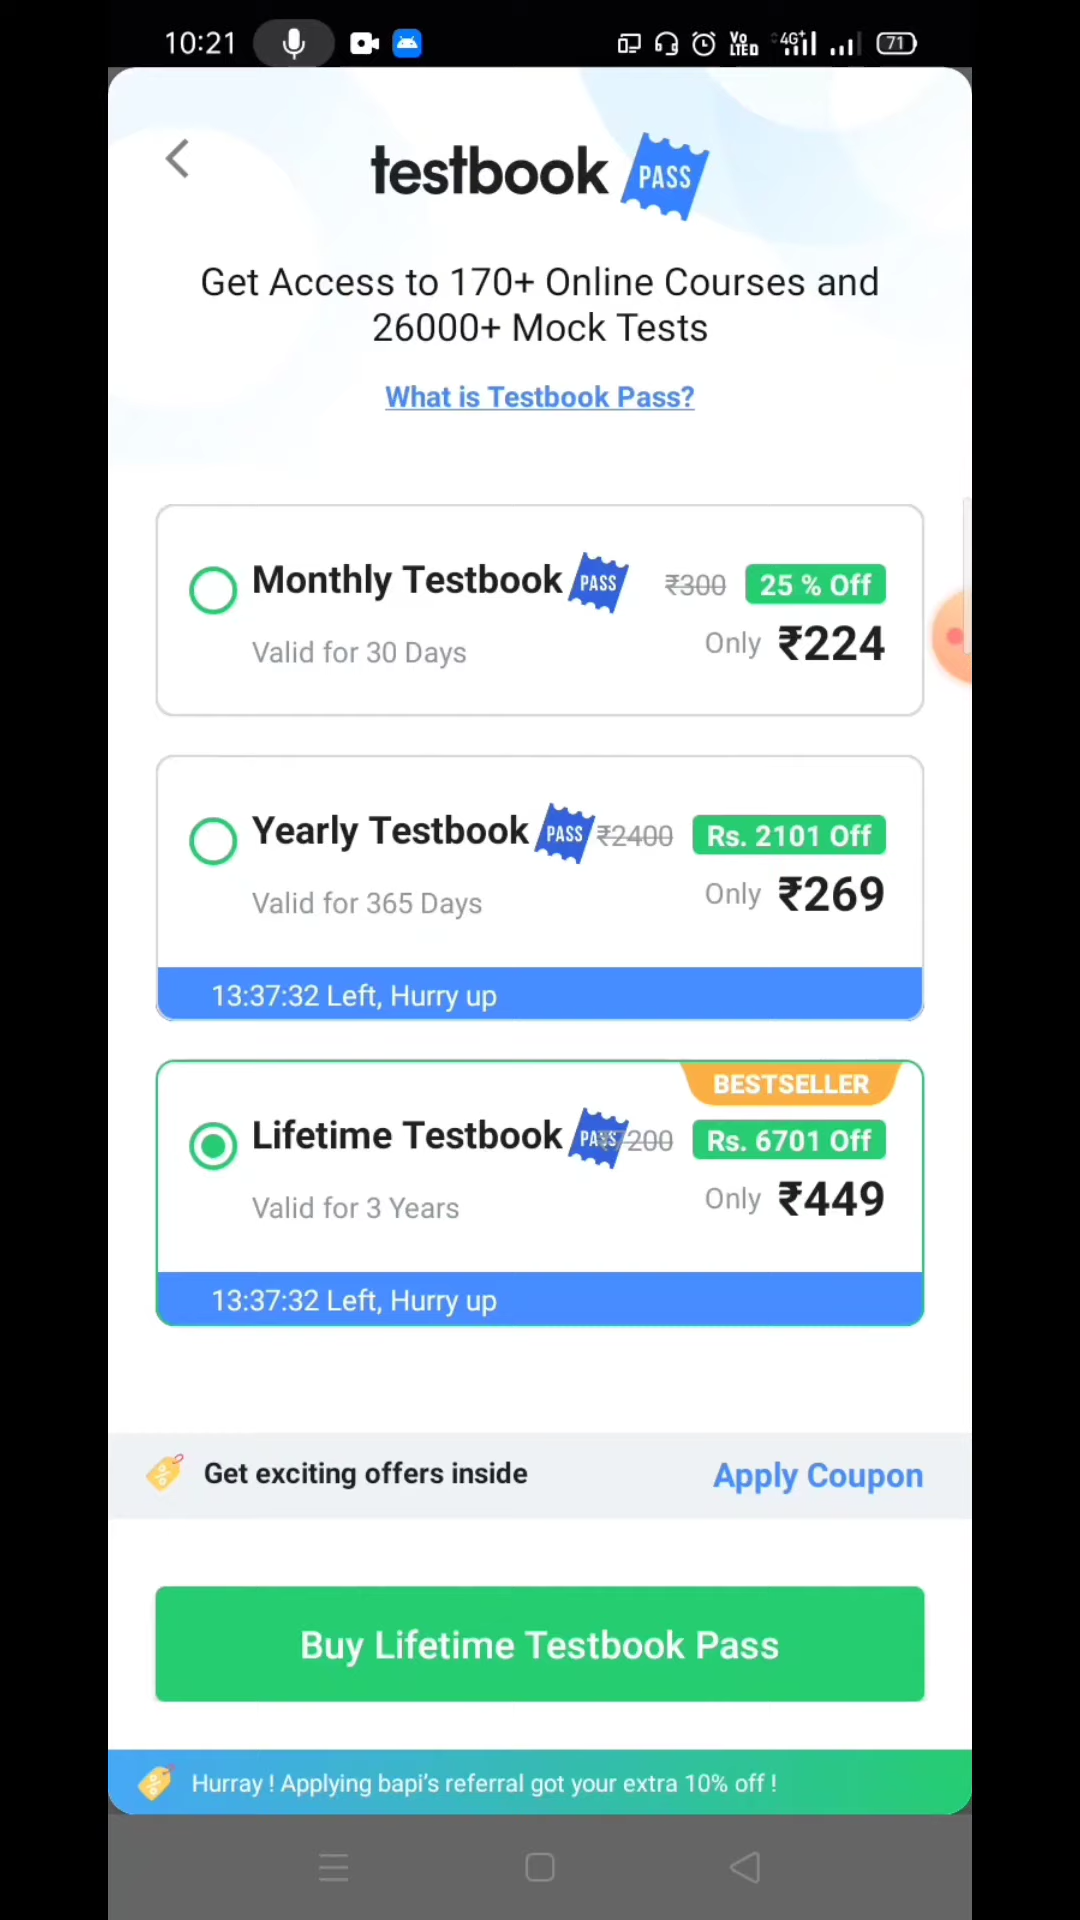 10:21 VoLTED 4G+ 71
testbook PASS
Get Access to 170+ Online Courses and
26000+ Mock Tests
What is Testbook Pass?
Monthly Testbook PASS ₹300 25 % Off
Valid for 30 Days Only ₹224
Yearly Testbook PASS ₹2400 Rs. 2101 Off
Valid for 365 Days Only ₹269
13:37:32 Left, Hurry up
BESTSELLER
Lifetime Testbook PASS ₹7200 Rs. 6701 Off
Valid for 3 Years Only ₹449
13:37:32 Left, Hurry up
Get exciting offers inside Apply Coupon
Buy Lifetime Testbook Pass
Hurray ! Applying bapi's referral got your extra 10% off !